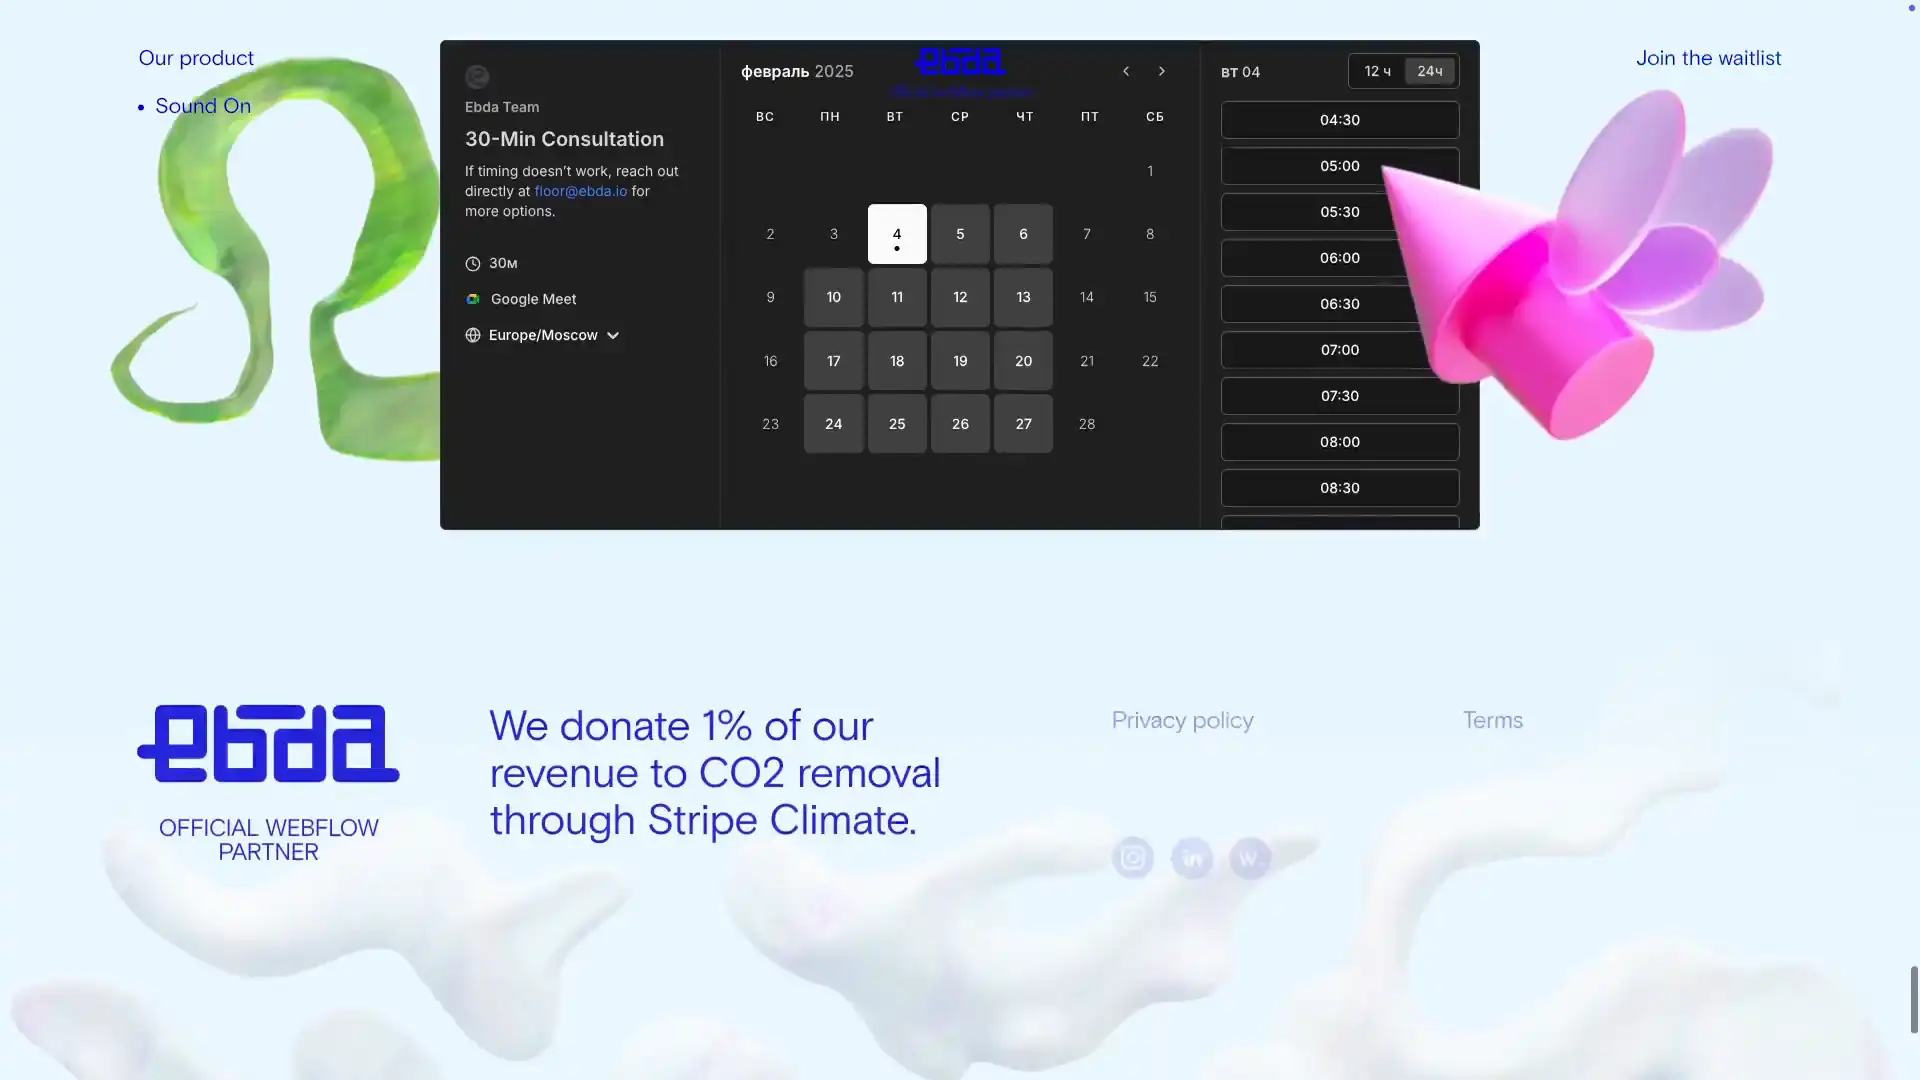 Our product
• Sound On
Join the waitlist
ebda
Ebda Team
30-Min Consultation
If timing doesn't work, reach out
directly at floor@ebda.io for
more options.
30м
Google Meet
Europe/Moscow
февраль 2025
ВС ПН ВТ СР ЧТ ПТ СБ
1
2 3 4 5 6 7 8
9 10 11 12 13 14 15
16 17 18 19 20 21 22
23 24 25 26 27 28
вт 04
12 ч 24ч
04:30
05:00
05:30
06:00
06:30
07:00
07:30
08:00
08:30
ebda
OFFICIAL WEBFLOW
PARTNER
We donate 1% of our
revenue to CO2 removal
through Stripe Climate.
Privacy policy
Terms
in
W.